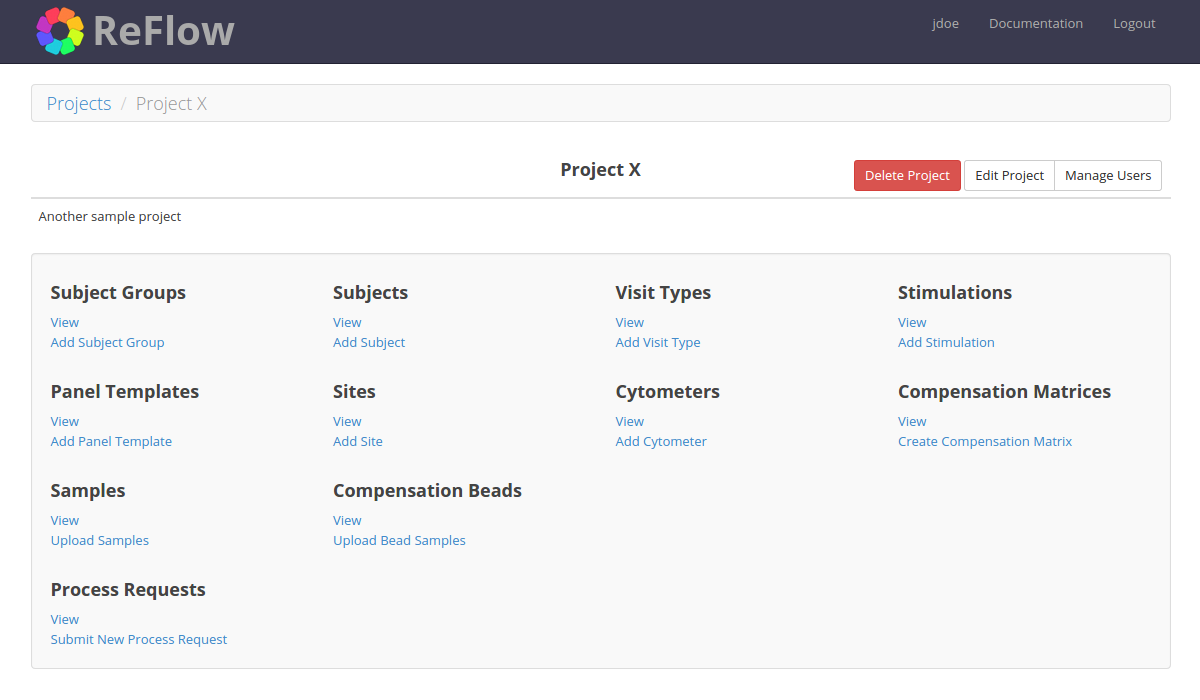 ReFlow
jdoe Documentation Logout
Projects / Project X
Project X
Delete Project Edit Project Manage Users
Another sample project
Subject Groups
View
Add Subject Group
Subjects
View
Add Subject
Visit Types
View
Add Visit Type
Stimulations
View
Add Stimulation
Panel Templates
View
Add Panel Template
Sites
View
Add Site
Cytometers
View
Add Cytometer
Compensation Matrices
View
Create Compensation Matrix
Samples
View
Upload Samples
Compensation Beads
View
Upload Bead Samples
Process Requests
View
Submit New Process Request